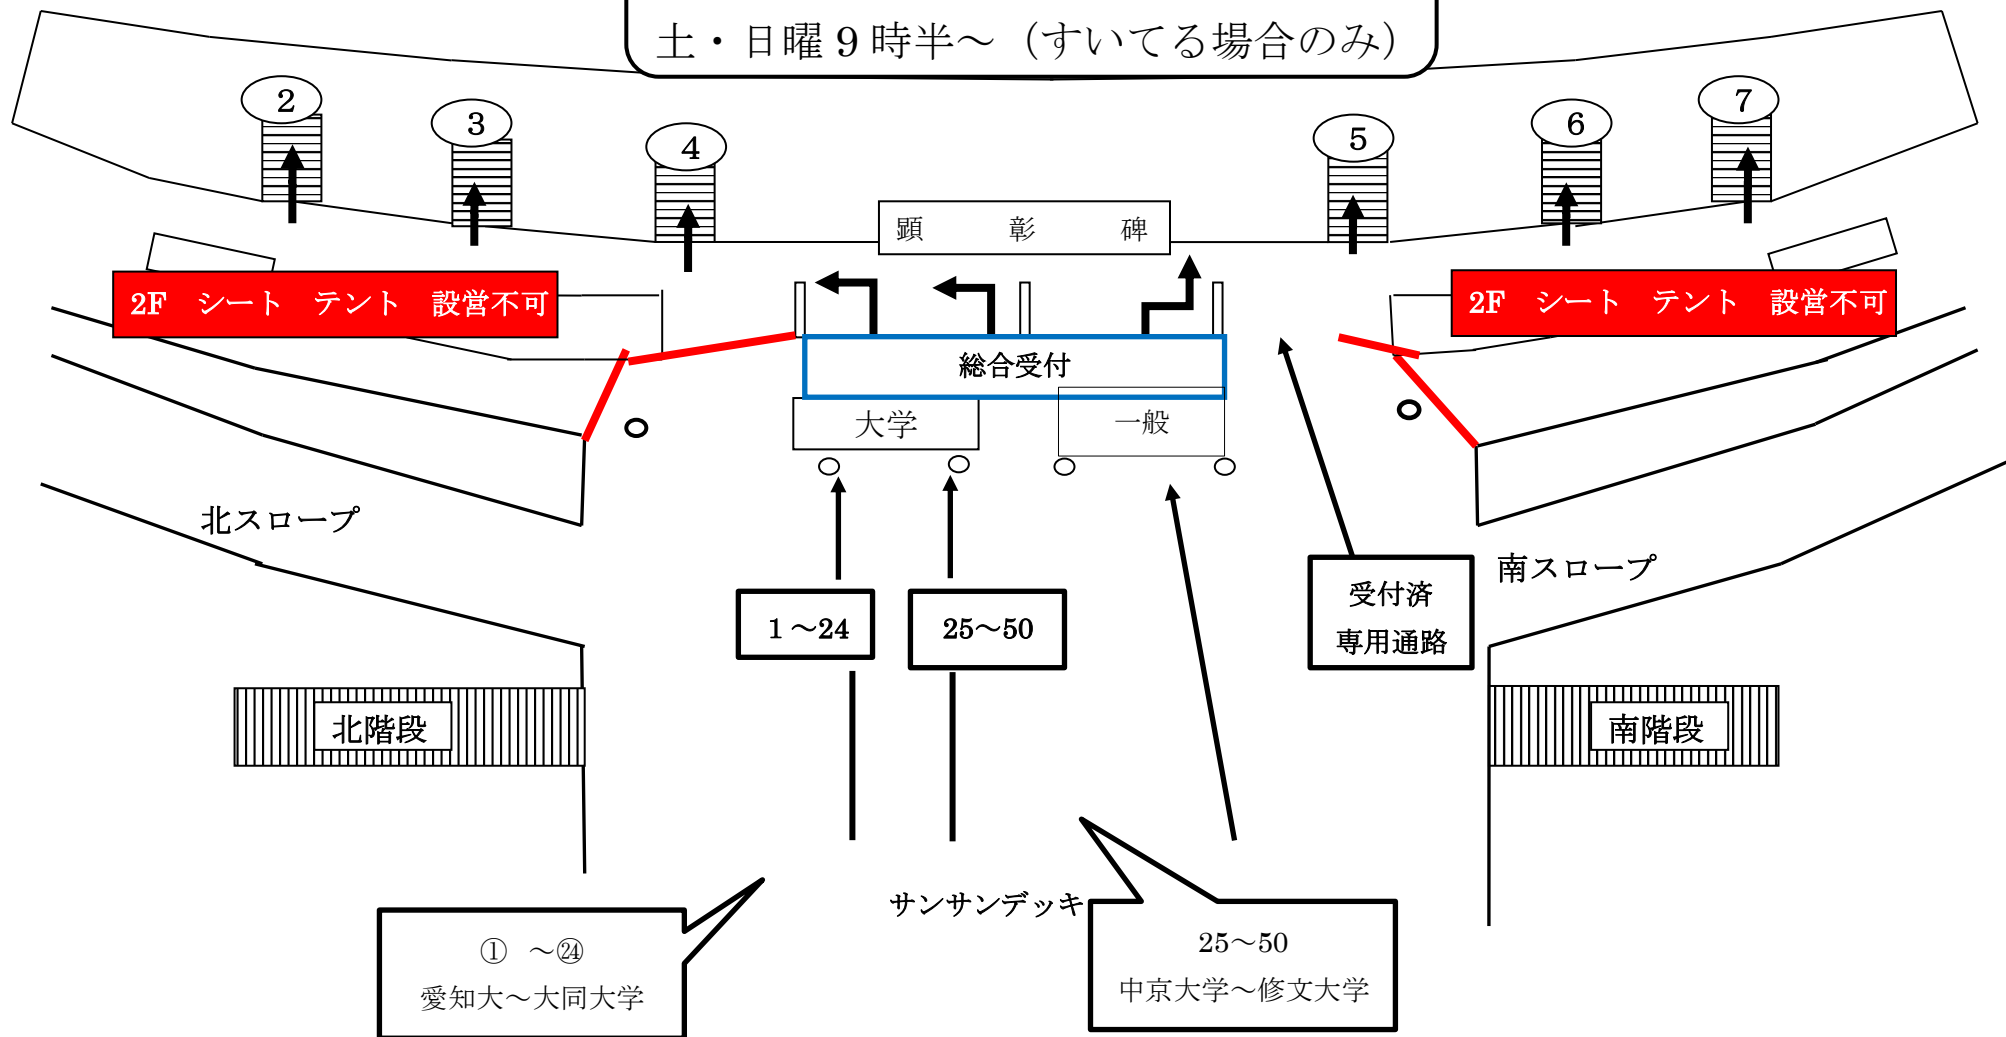 土・日曜９時半～（すいてる場合のみ）
2
3
4
5
6
7
顕　彰　碑
2F　シート　テント　設営不可
2F　シート　テント　設営不可
総合受付
大学
一般
北スロープ
南スロープ
1～24
25～50
受付済
専用通路
北階段
南階段
サンサンデッキ
①　～㉔
愛知大～大同大学
25～50
中京大学～修文大学